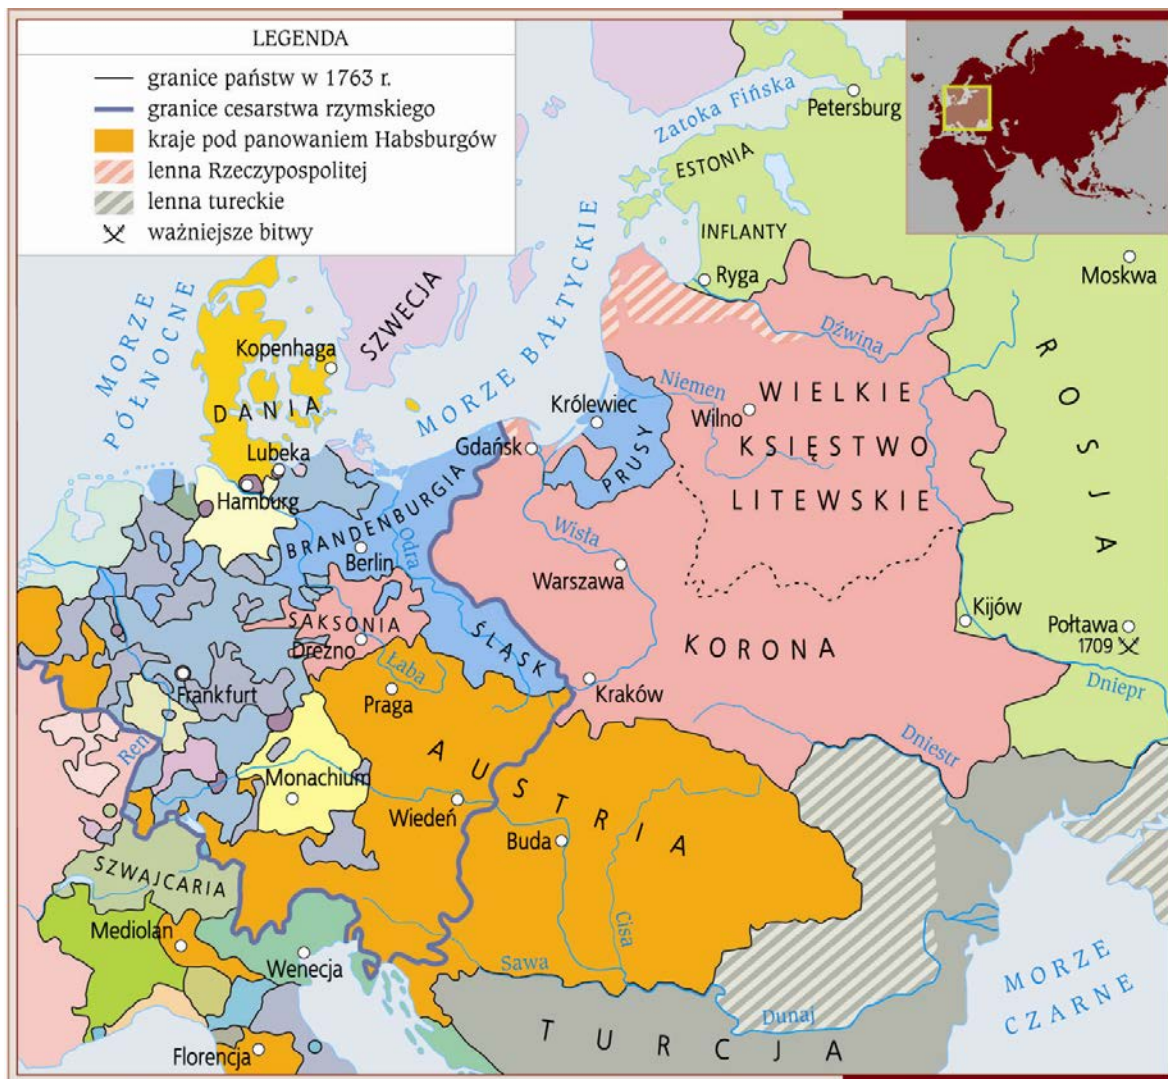 LEGENDA
granice państw w 1763 r.
granice cesarstwa rzymskiego
kraje pod panowaniem Habsburgów
lenna Rzeczypospolitej
lenna tureckie
ważniejsze bitwy
Petersburg
Zatoka Fińska
ESTONIA
INFLANTY
Ryga
Moskwa
MORZE PÓŁNOCNE
SZWECJA
MORZE BAŁTYCKIE
Kopenhaga
DANIA
Dźwina
ROSJA
Niemen
Wilno
WIELKIE
KSIĘSTWO
LITEWSKIE
Królewiec
Gdańsk
PRUSY
Lubeka
Hamburg
BRANDENBURGIA
Berlin
Odra
Wisła
Warszawa
Kijów
Połtawa
1709
SAKSONIA
Drezno
ŚLĄSK
KORONA
Łaba
Frankfurt
Praga
Kraków
Dniepr
Dniestr
Ren
AUSTRIA
Monachium
Wiedeń
Buda
SZWAJCARIA
Cisa
Mediolan
Wenecja
Sawa
MORZE
CZARNE
Dunaj
TURCJA
Florencja